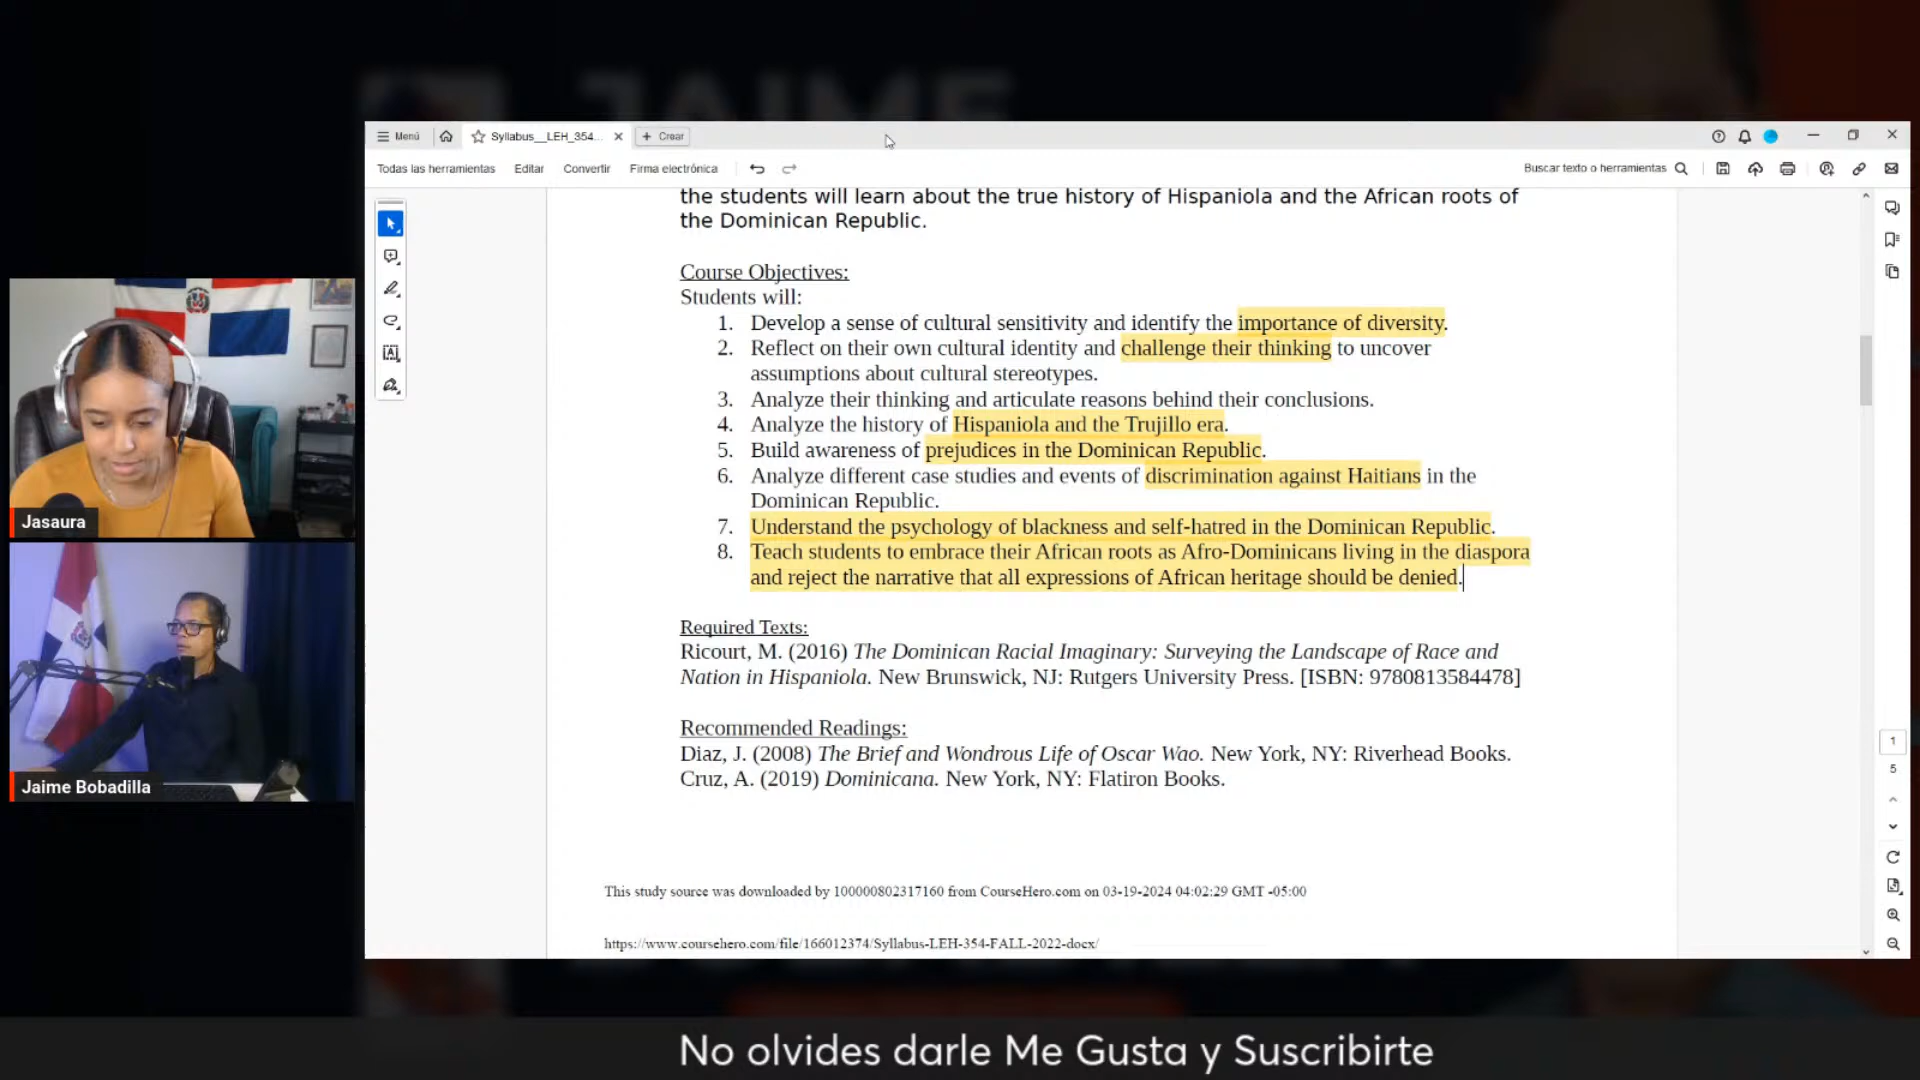 JAIME
Menú
Syllabus__LEH_354...
Crear
Todas las herramientas
Editar
Convertir
Firma electrónica
Buscar texto o herramientas
the students will learn about the true history of Hispaniola and the African roots of
the Dominican Republic.
Course Objectives:
Students will:
1. Develop a sense of cultural sensitivity and identify the importance of diversity.
2. Reflect on their own cultural identity and challenge their thinking to uncover
assumptions about cultural stereotypes.
3. Analyze their thinking and articulate reasons behind their conclusions.
4. Analyze the history of Hispaniola and the Trujillo era.
5. Build awareness of prejudices in the Dominican Republic.
6. Analyze different case studies and events of discrimination against Haitians in the
Dominican Republic.
7. Understand the psychology of blackness and self-hatred in the Dominican Republic.
8. Teach students to embrace their African roots as Afro-Dominicans living in the diaspora
and reject the narrative that all expressions of African heritage should be denied.
Required Texts:
Ricourt, M. (2016) The Dominican Racial Imaginary: Surveying the Landscape of Race and
Nation in Hispaniola. New Brunswick, NJ: Rutgers University Press. [ISBN: 9780813584478]
Recommended Readings:
Diaz, J. (2008) The Brief and Wondrous Life of Oscar Wao. New York, NY: Riverhead Books.
Cruz, A. (2019) Dominicana. New York, NY: Flatiron Books.
This study source was downloaded by 100000802317160 from CourseHero.com on 03-19-2024 04:02:29 GMT -05:00
https://www.coursehero.com/file/166012374/Syllabus-LEH-354-FALL-2022-docx/
1
5
Jasaura
Jaime Bobadilla
No olvides darle Me Gusta y Suscribirte